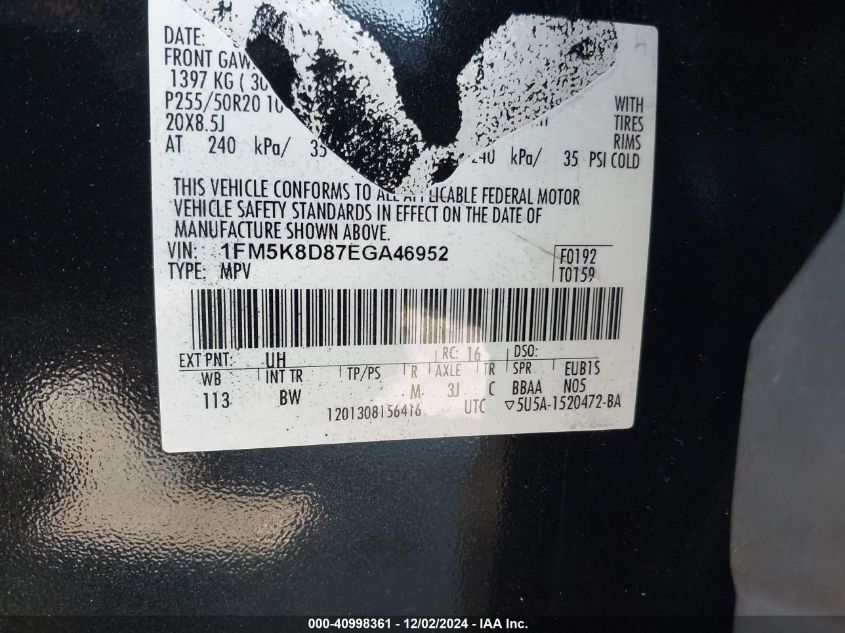 DATE:
FRONT GAW
1397 KG ( 30
P255/50R20 10 WITH
20X8.5J TIRES
RIMS
AT 240 kPa/ 35 240 kPa/ 35 PSI COLD
THIS VEHICLE CONFORMS TO ALL APPLICABLE FEDERAL MOTOR
VEHICLE SAFETY STANDARDS IN EFFECT ON THE DATE OF
MANUFACTURE SHOWN ABOVE.
VIN: 1FM5K8D87EGA46952 F0192
TYPE: MPV T0159
EXT PNT: UH RC: 16 DSO:
WB INT TR TP/PS R AXLE TR SPR EUB1S
113 BW M 3J C BBAA N05
1201308156416 UTC ▽5U5A-1520472-BA
000-40998361 - 12/02/2024 - IAA Inc.